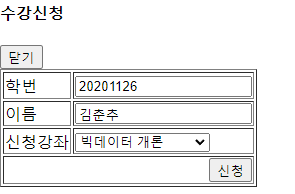 수강신청
닫기
학번 20201126
이름 김춘추
신청강좌 빅데이터 개론
신청